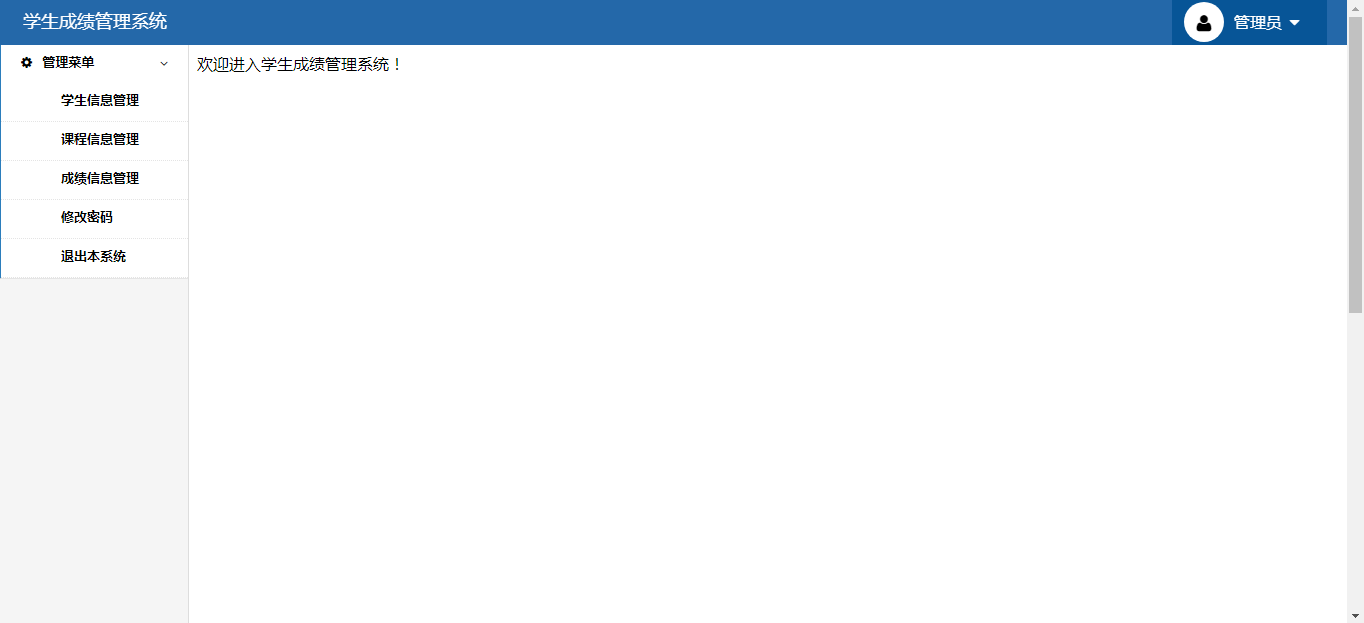 学生成绩管理系统
管理员
管理菜单
欢迎进入学生成绩管理系统！
学生信息管理
课程信息管理
成绩信息管理
修改密码
退出本系统